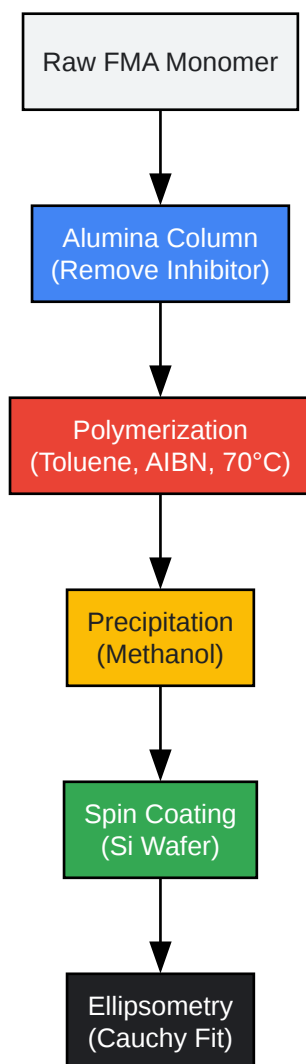 Raw FMA Monomer
Alumina Column
(Remove Inhibitor)
Polymerization
(Toluene, AIBN, 70°C)
Precipitation
(Methanol)
Spin Coating
(Si Wafer)
Ellipsometry
(Cauchy Fit)